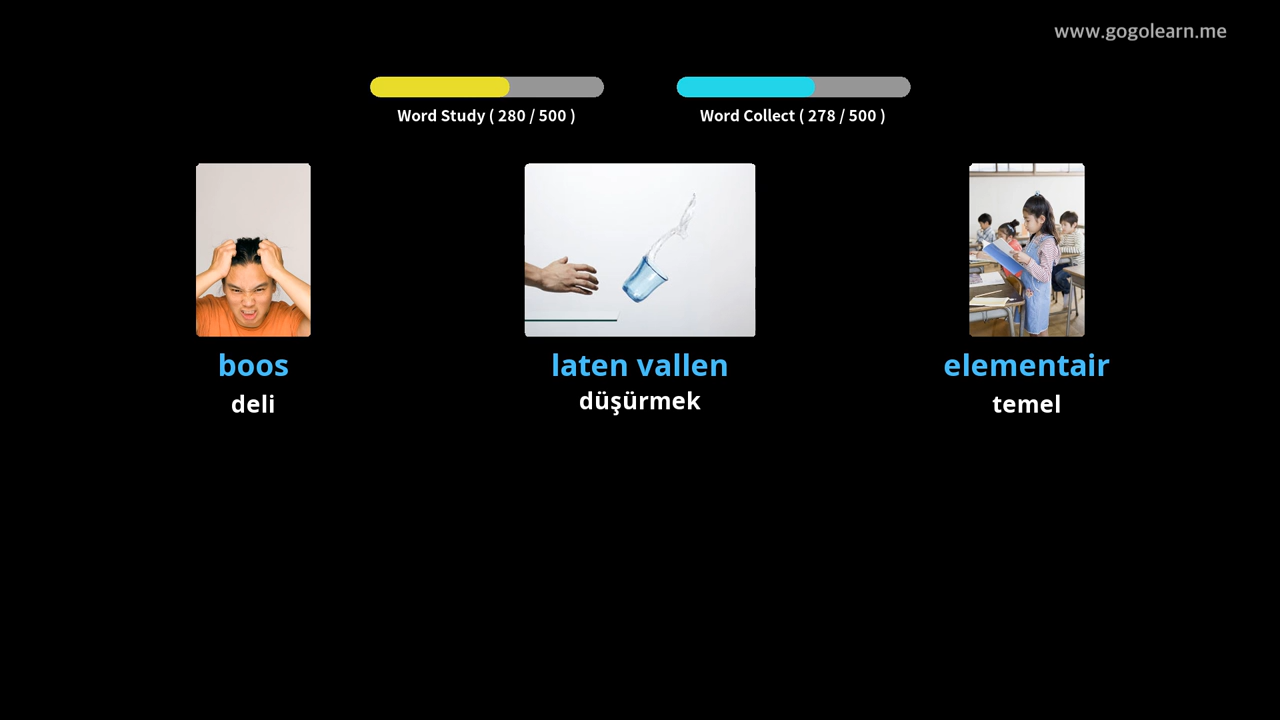 www.gogolearn.me
Word Study ( 280 / 500 )
Word Collect ( 278 / 500 )
boos
deli
laten vallen
düşürmek
elementair
temel